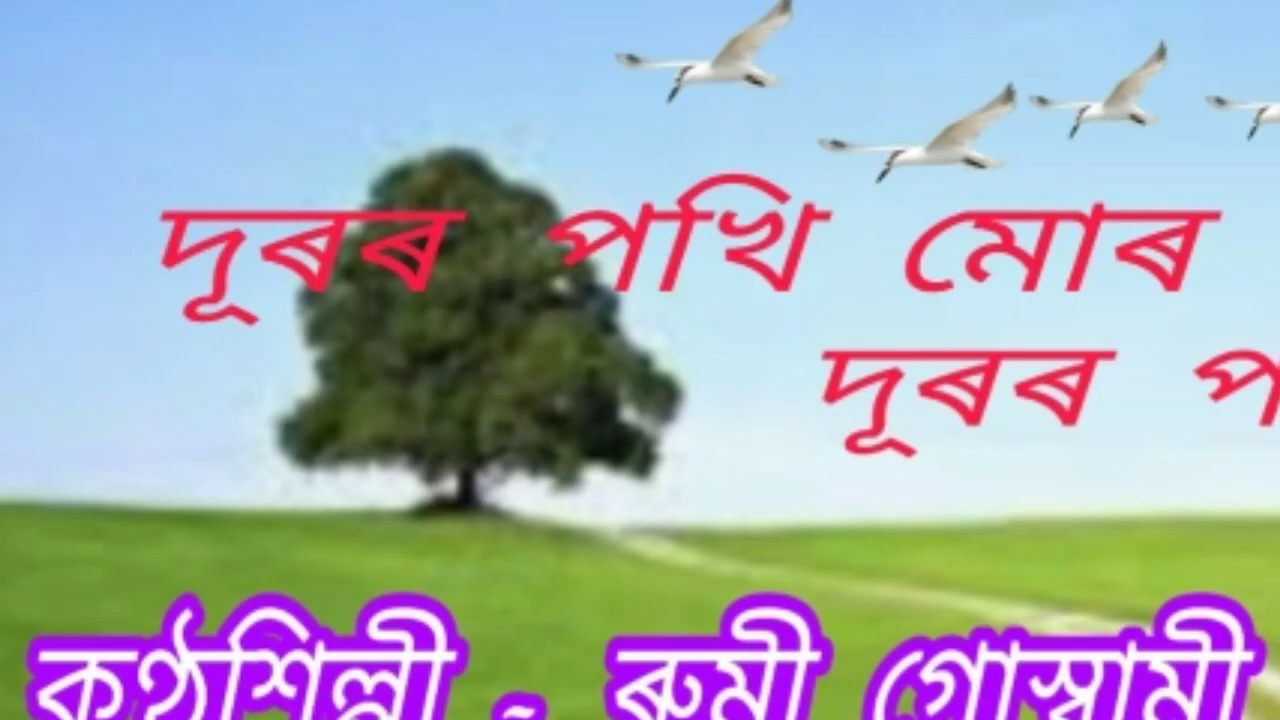 দূৰৰ পখি মোৰ
দূৰৰ প
কণ্ঠশিল্পী - ৰুমী গোস্বামী